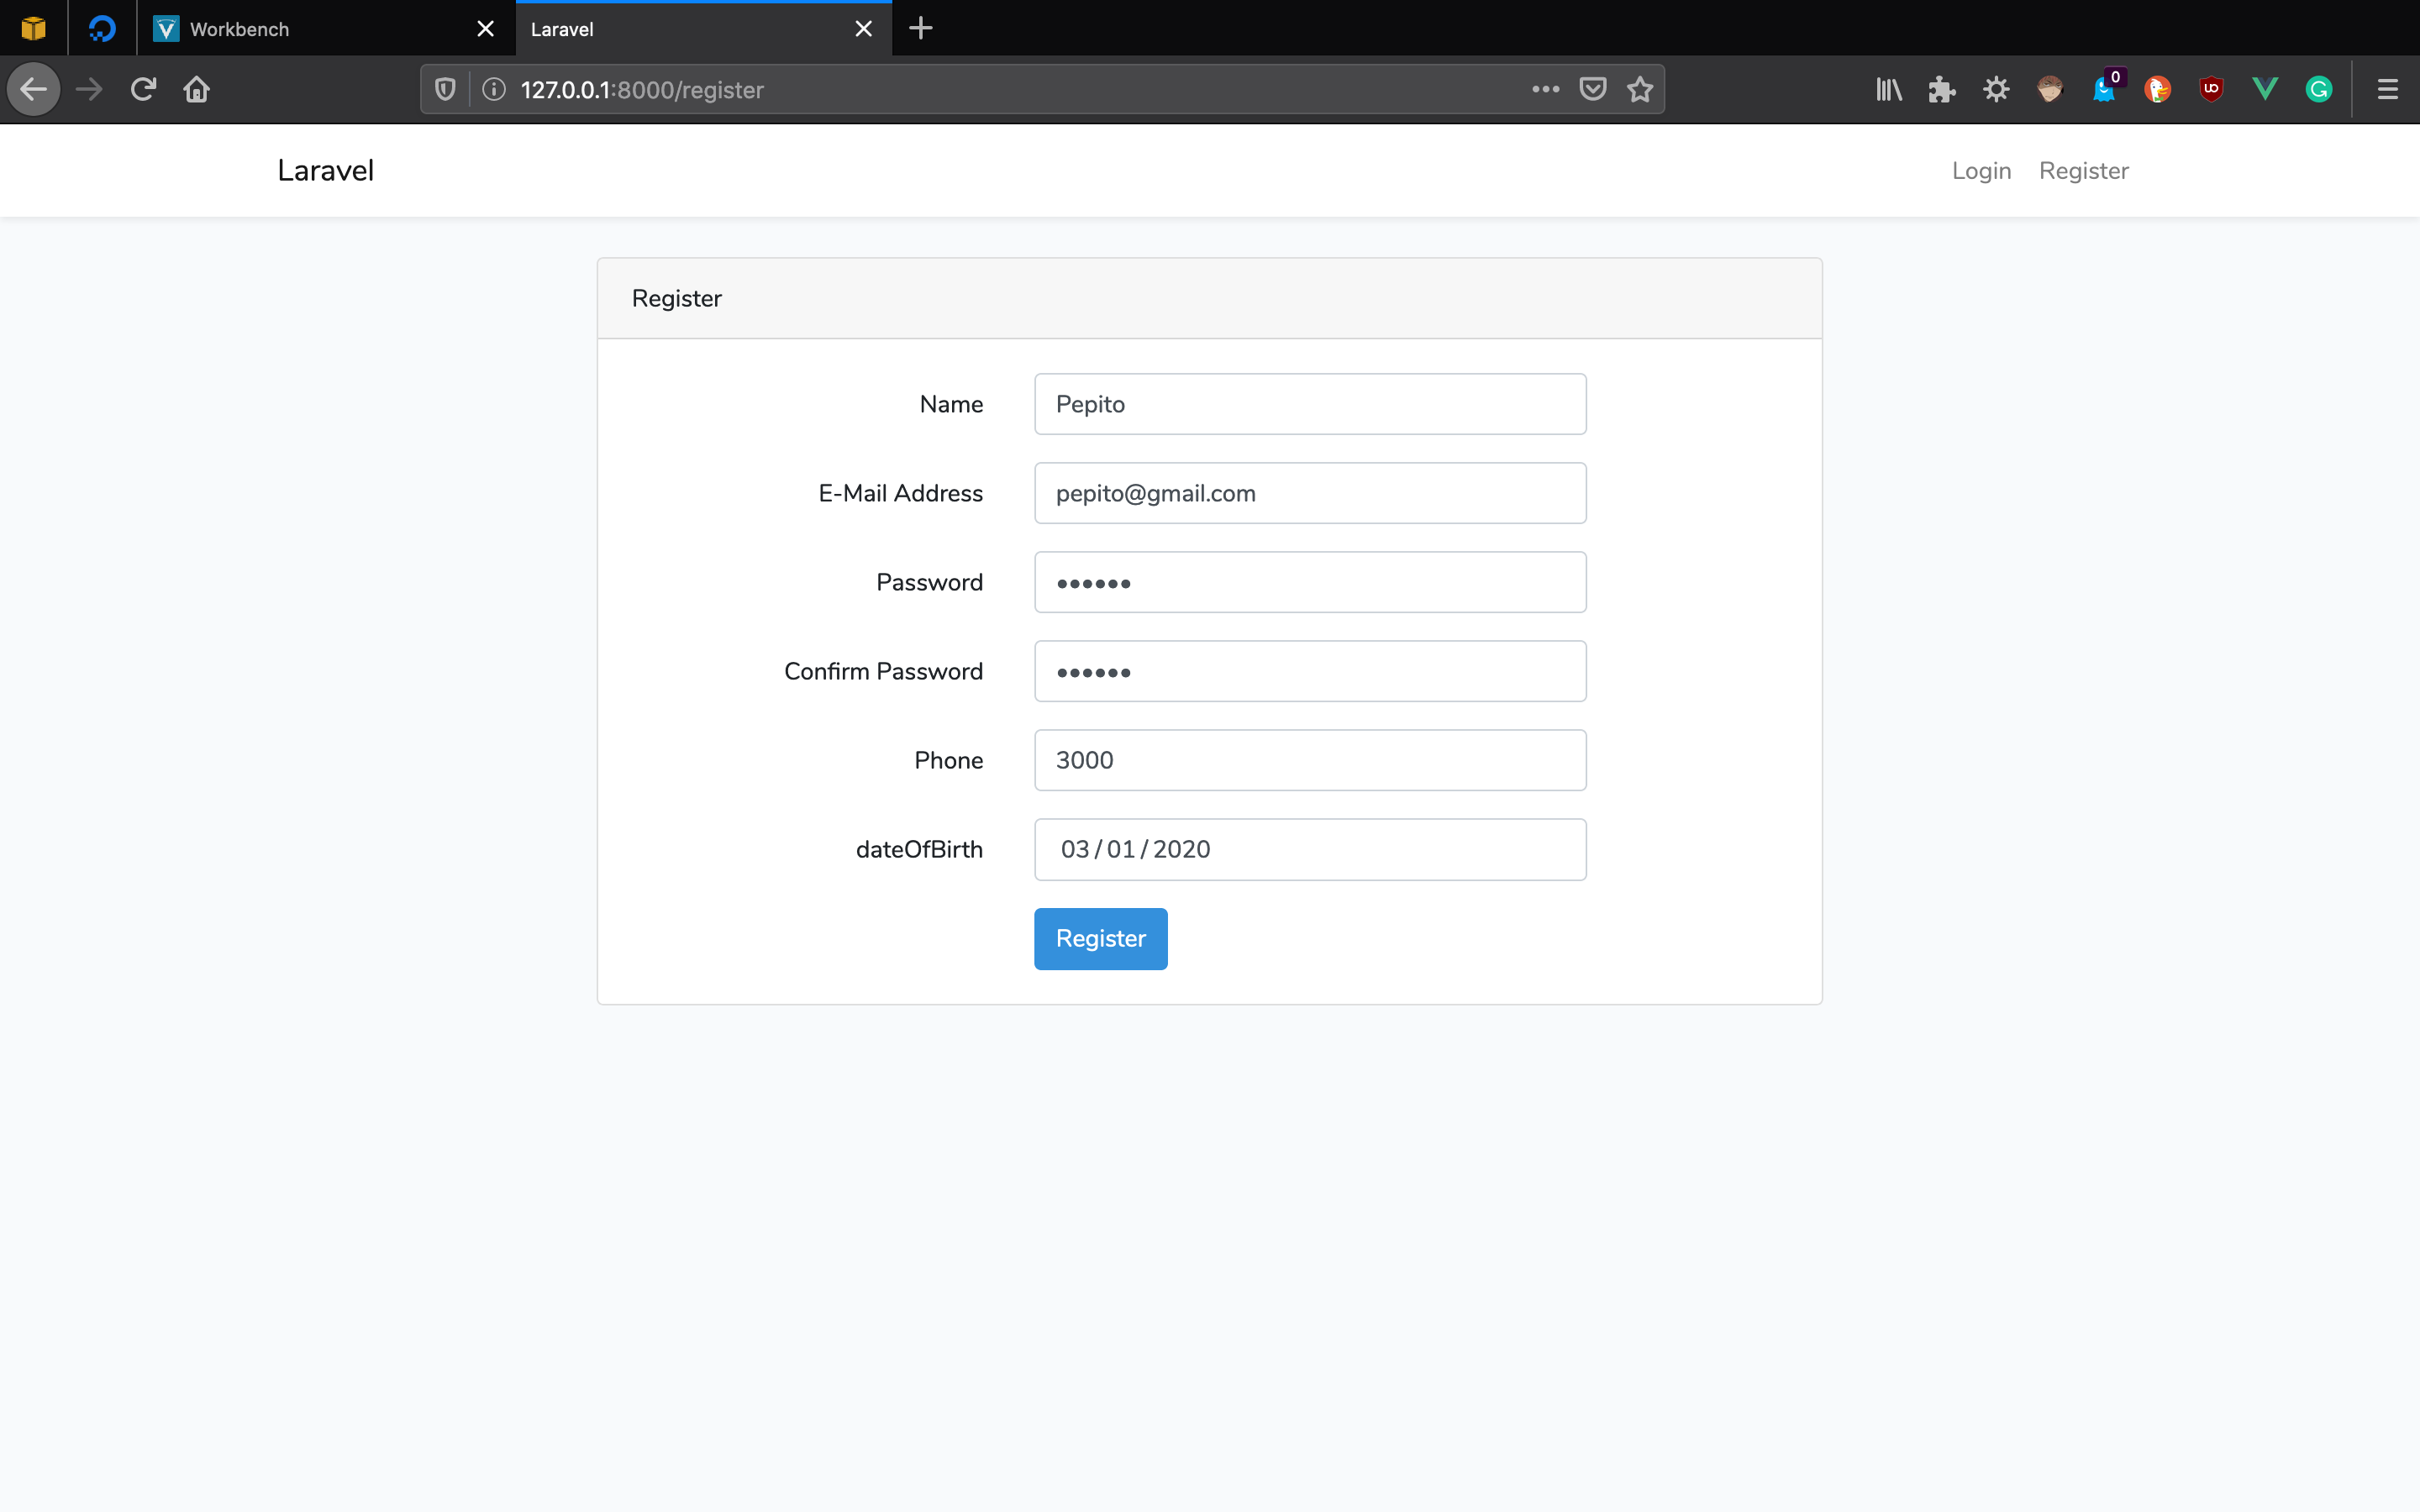 Workbench
Laravel
127.0.0.1:8000/register
0
Laravel
Login
Register
Register
Name
Pepito
E-Mail Address
pepito@gmail.com
Password
••••••
Confirm Password
••••••
Phone
3000
dateOfBirth
03 / 01 / 2020
Register